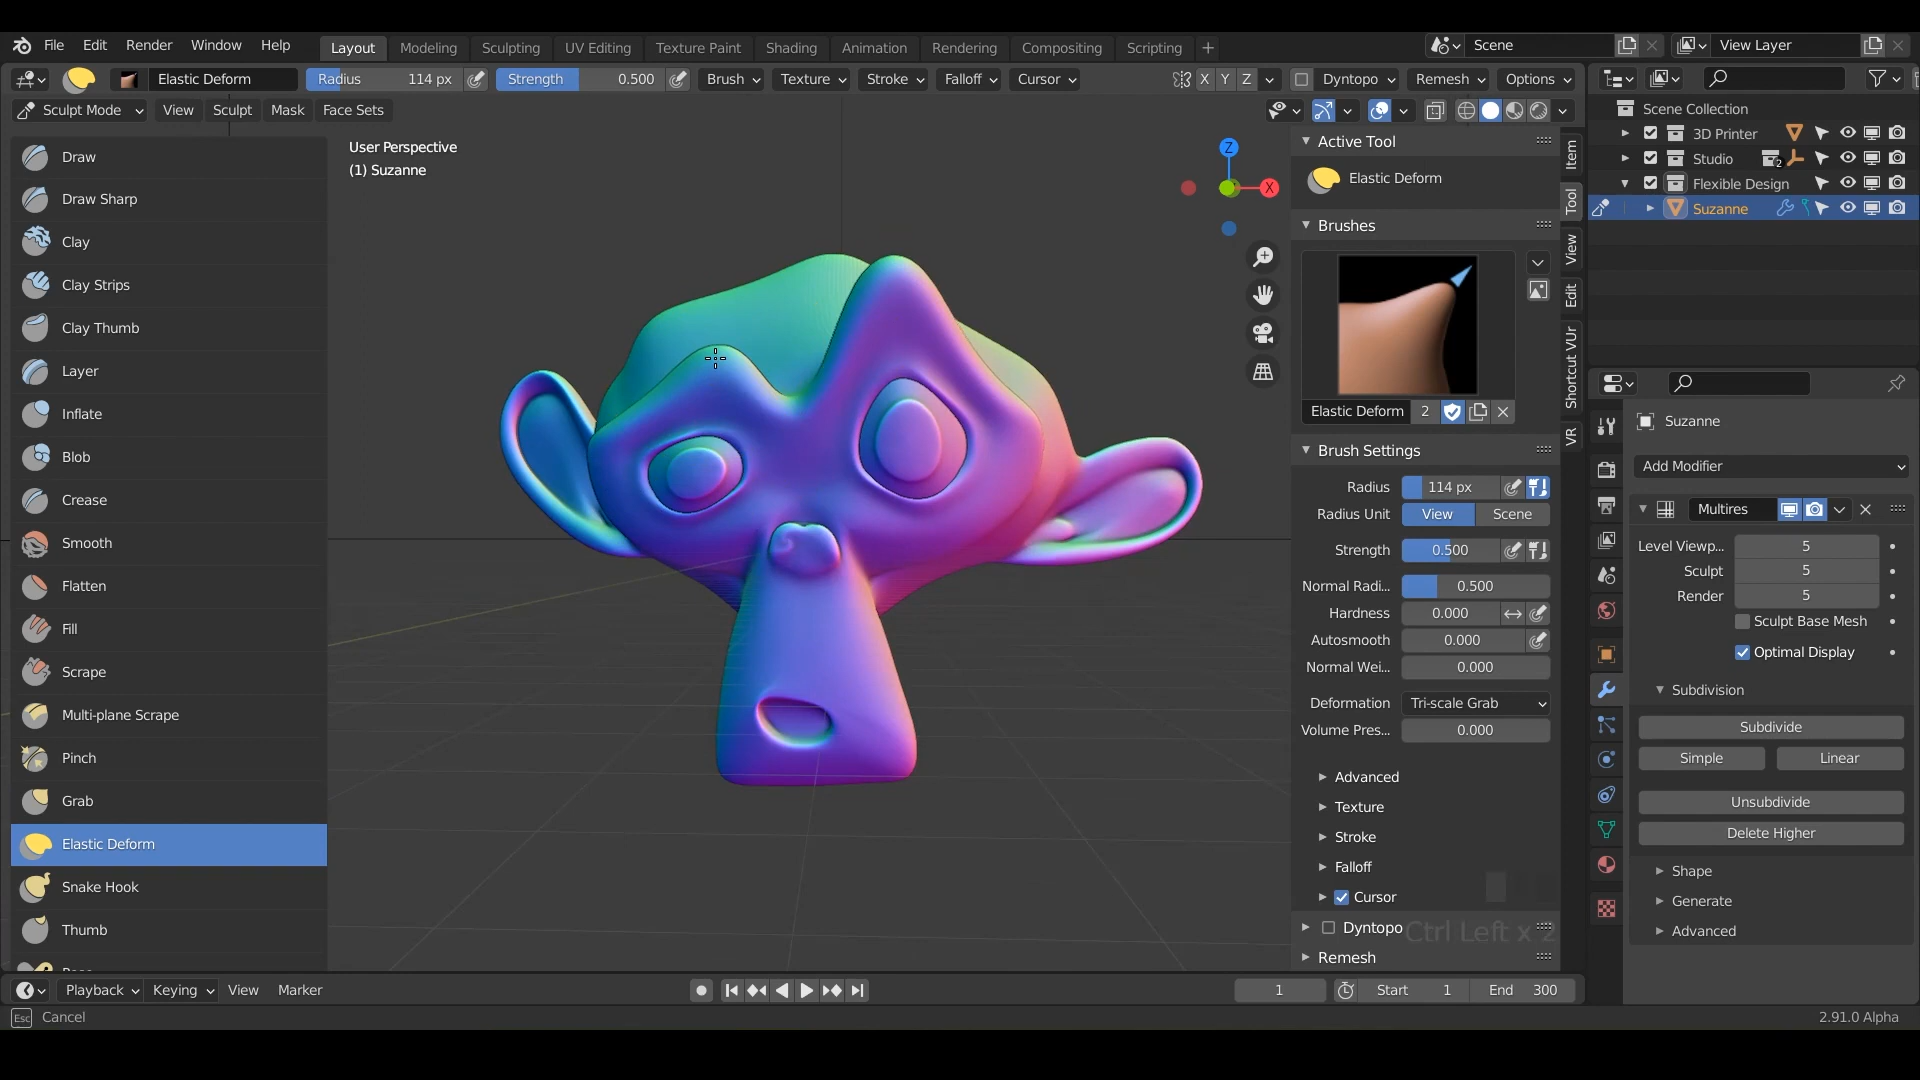 File Edit Render Window Help Layout Modeling Sculpting UV Editing Texture Paint Shading Animation Rendering Compositing Scripting + Scene View Layer
Elastic Deform Radius 114 px Strength 0.500 Brush Texture Stroke Falloff Cursor X Y Z Dyntopo Remesh Options
Sculpt Mode View Sculpt Mask Face Sets
Draw
Draw Sharp
Clay
Clay Strips
Clay Thumb
Layer
Inflate
Blob
Crease
Smooth
Flatten
Fill
Scrape
Multi-plane Scrape
Pinch
Grab
Elastic Deform
Snake Hook
Thumb
User Perspective
(1) Suzanne
Z
X
Active Tool
Elastic Deform
Brushes
Elastic Deform 2
Brush Settings
Radius 114 px
Radius Unit View Scene
Strength 0.500
Normal Radi... 0.500
Hardness 0.000
Autosmooth 0.000
Normal Wei... 0.000
Deformation Tri-scale Grab
Volume Pres... 0.000
Advanced
Texture
Stroke
Falloff
Cursor
Dyntopo
Ctrl Left x 2
Remesh
Item
Tool
View
Edit
Shortcut VUr
VR
Scene Collection
3D Printer
Studio 2
Flexible Design
Suzanne
Suzanne
Add Modifier
Multires
Level Viewp... 5
Sculpt 5
Render 5
Sculpt Base Mesh
Optimal Display
Subdivision
Subdivide
Simple Linear
Unsubdivide
Delete Higher
Shape
Generate
Advanced
Playback Keying View Marker 1 Start 1 End 300
Esc Cancel 2.91.0 Alpha